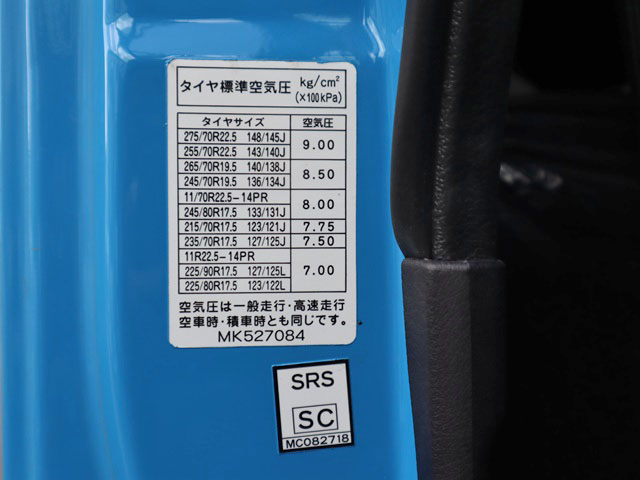 タイヤ標準空気圧 kg/cm² (×100kPa)
タイヤサイズ 空気圧
275/70R22.5 148/145J 9.00
255/70R22.5 143/140J
265/70R19.5 140/138J 8.50
245/70R19.5 136/134J
11/70R22.5-14PR 8.00
245/80R17.5 133/131J
215/70R17.5 123/121J 7.75
235/70R17.5 127/125J 7.50
11R22.5-14PR 7.00
225/90R17.5 127/125L
225/80R17.5 123/122L
空気圧は一般走行・高速走行
空車時・積車時とも同じです。
MK527084
SRS
SC
MC082718